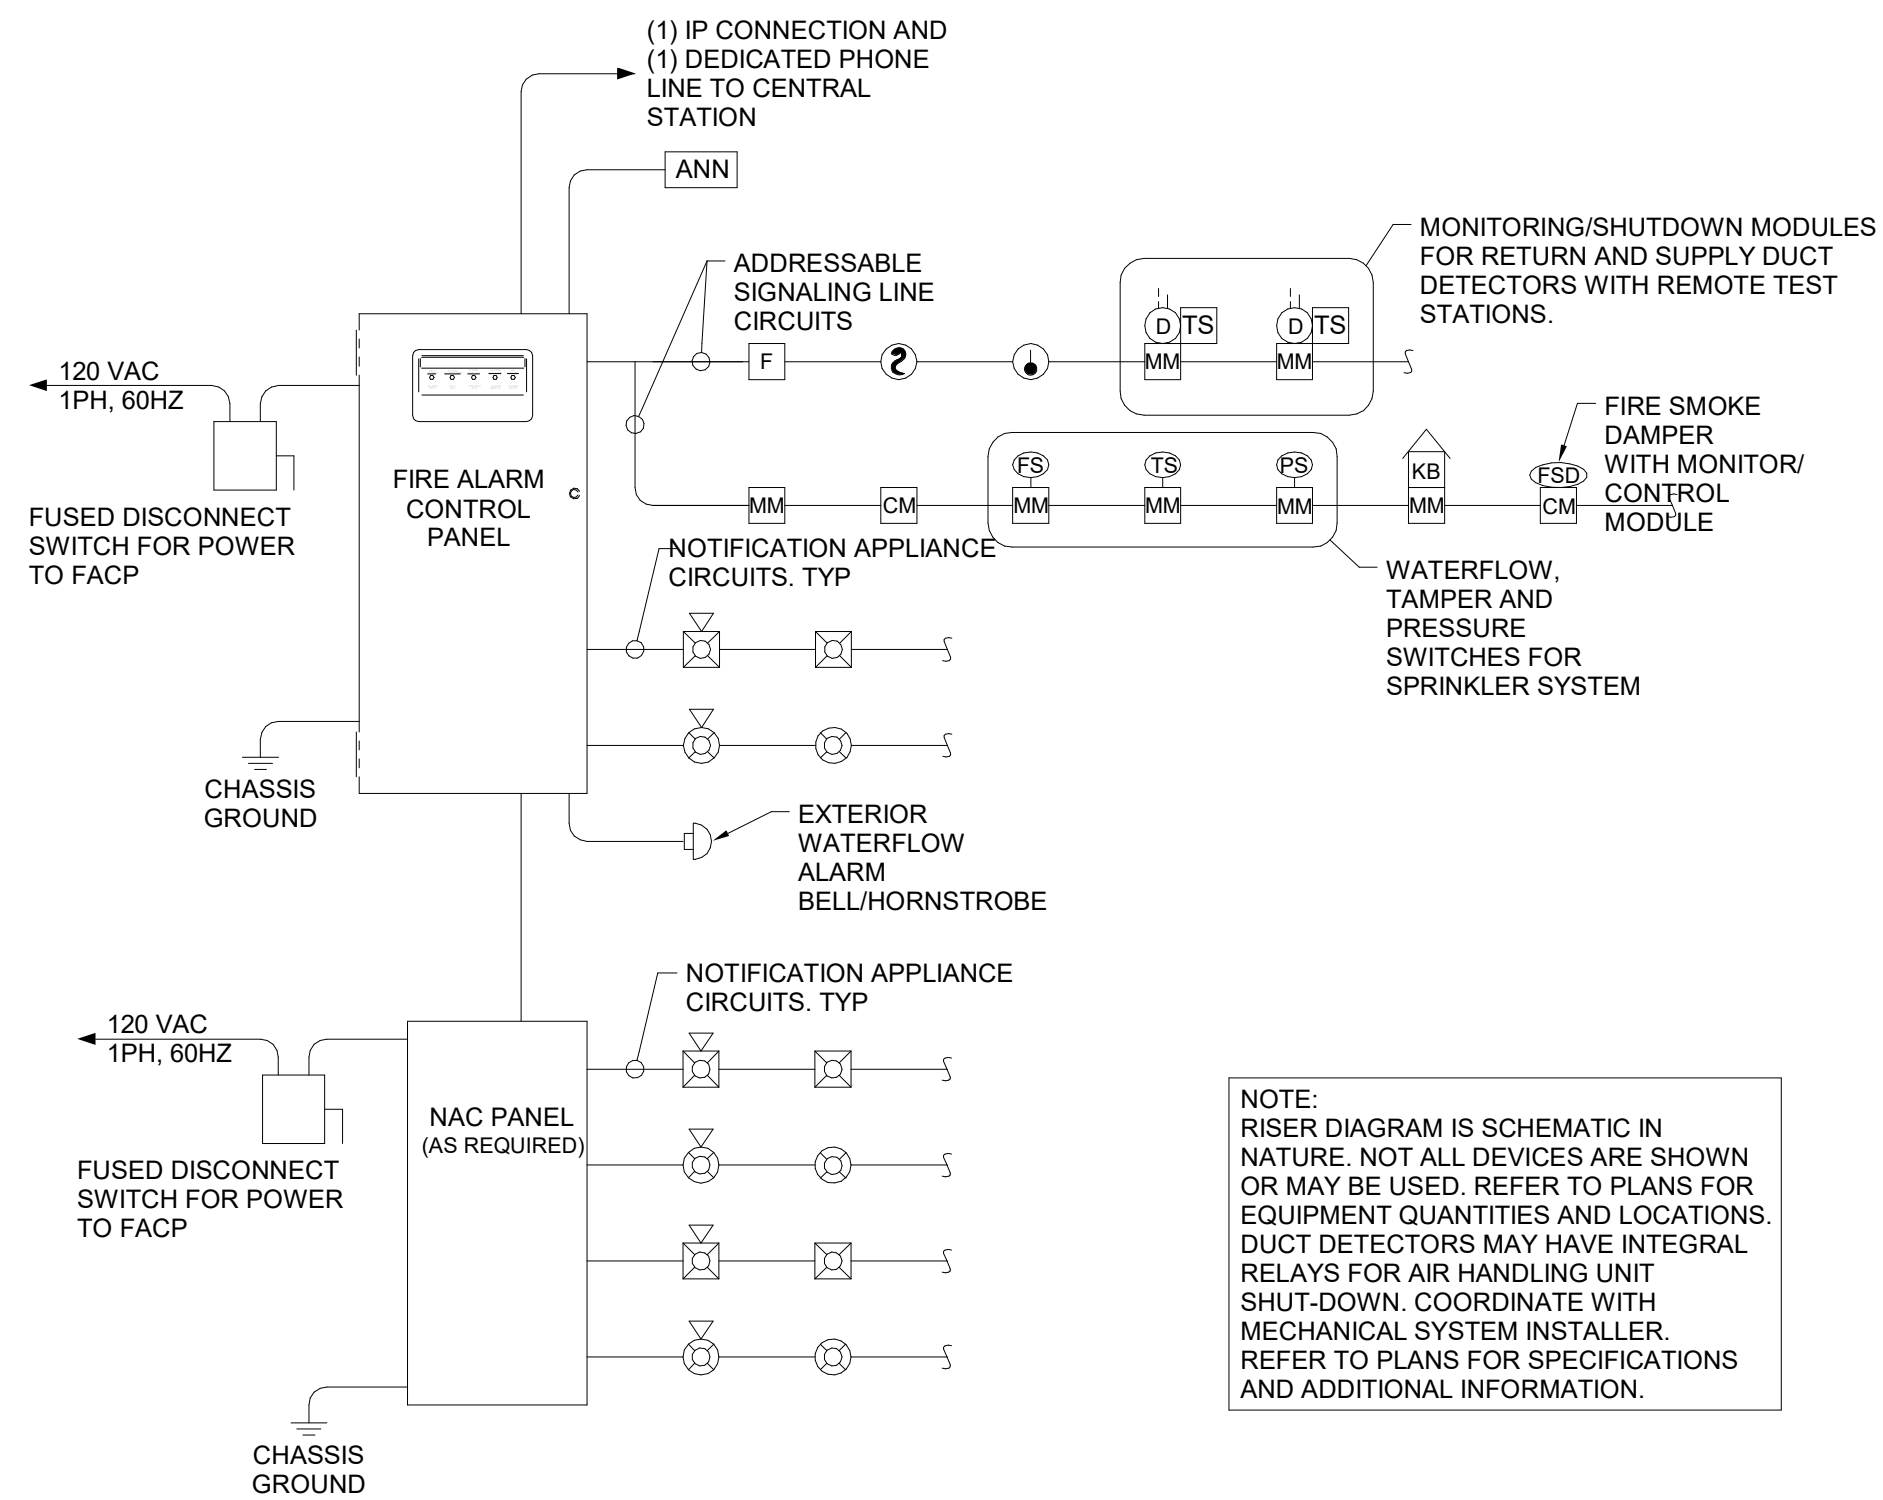 (1) IP CONNECTION AND
(1) DEDICATED PHONE
LINE TO CENTRAL
STATION
ANN
MONITORING/SHUTDOWN MODULES
FOR RETURN AND SUPPLY DUCT
DETECTORS WITH REMOTE TEST
STATIONS.
ADDRESSABLE
SIGNALING LINE
CIRCUITS
D TS
D TS
F
MM
MM
120 VAC
1PH, 60HZ
FUSED DISCONNECT
SWITCH FOR POWER
TO FACP
FIRE ALARM
CONTROL
PANEL
C
FIRE SMOKE
DAMPER
WITH MONITOR/
CONTROL
MODULE
FS
TS
PS
KB
FSD
MM
CM
MM
MM
MM
MM
CM
NOTIFICATION APPLIANCE
CIRCUITS. TYP
WATERFLOW,
TAMPER AND
PRESSURE
SWITCHES FOR
SPRINKLER SYSTEM
CHASSIS
GROUND
EXTERIOR
WATERFLOW
ALARM
BELL/HORNSTROBE
NOTIFICATION APPLIANCE
CIRCUITS. TYP
120 VAC
1PH, 60HZ
FUSED DISCONNECT
SWITCH FOR POWER
TO FACP
NAC PANEL
(AS REQUIRED)
CHASSIS
GROUND
NOTE:
RISER DIAGRAM IS SCHEMATIC IN
NATURE. NOT ALL DEVICES ARE SHOWN
OR MAY BE USED. REFER TO PLANS FOR
EQUIPMENT QUANTITIES AND LOCATIONS.
DUCT DETECTORS MAY HAVE INTEGRAL
RELAYS FOR AIR HANDLING UNIT
SHUT-DOWN. COORDINATE WITH
MECHANICAL SYSTEM INSTALLER.
REFER TO PLANS FOR SPECIFICATIONS
AND ADDITIONAL INFORMATION.